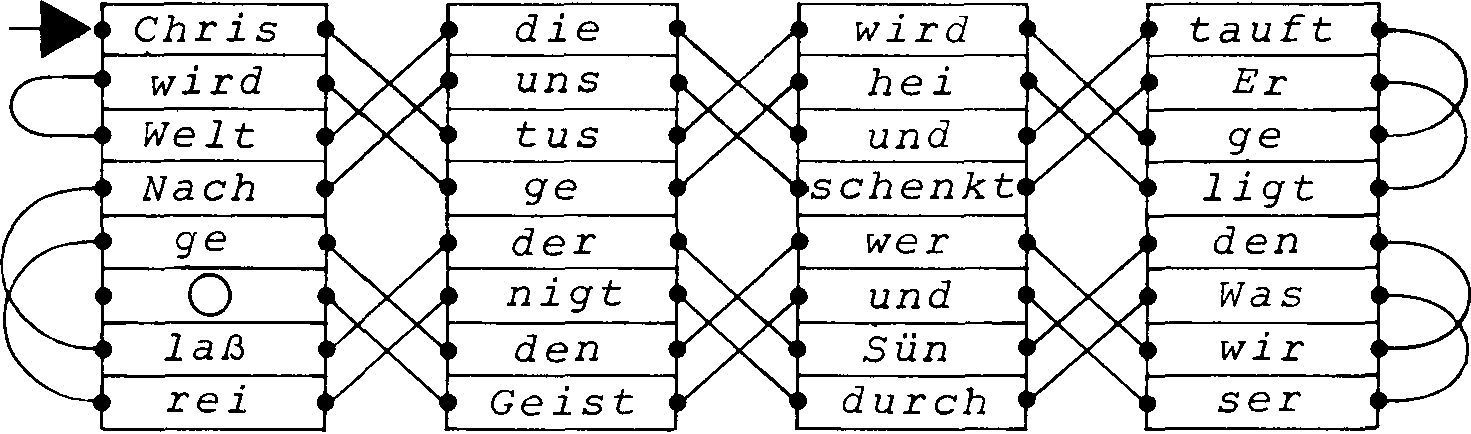 Chris die wird tauft
wird uns hei Er
Welt tus und ge
Nach ge schenkt ligt
ge der wer den
nigt und Was
laß den Sün wir
rei Geist durch ser